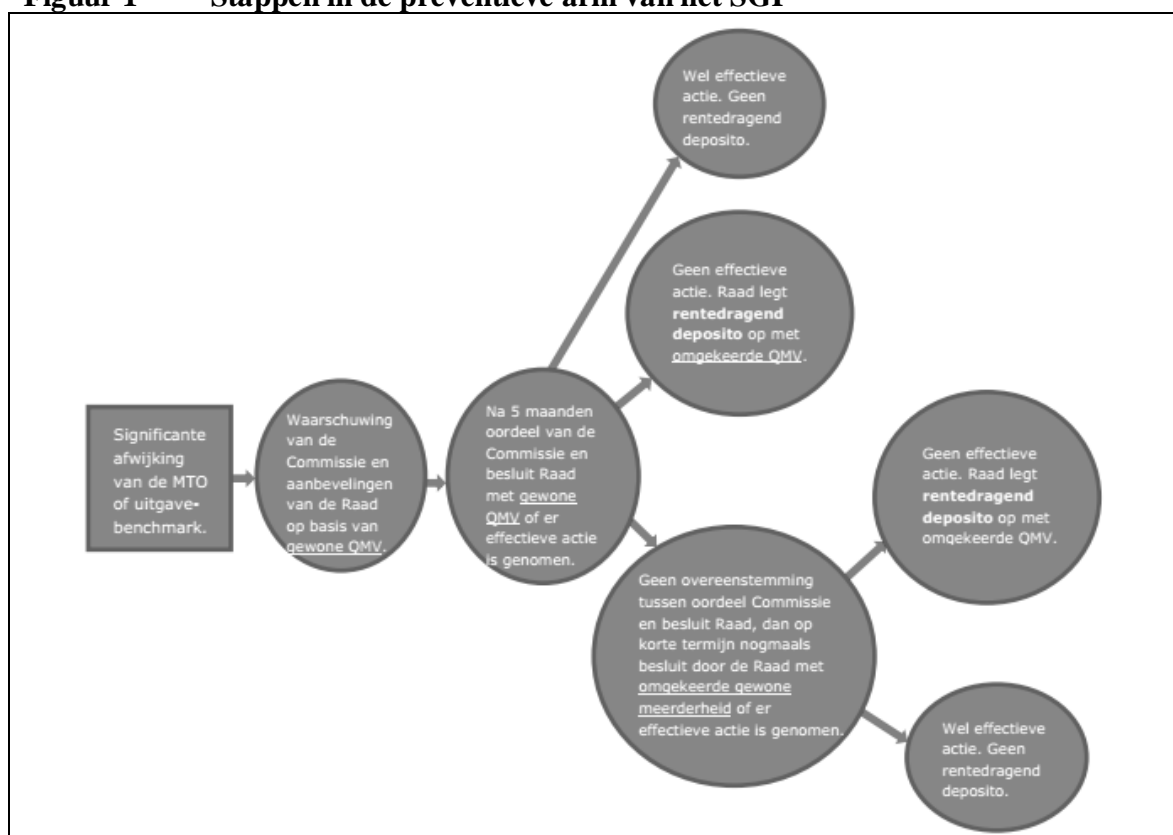 Figuur 1 Stappen in de preventieve arm van het SGP
Wel effectieve
actie. Geen
rentedragend
deposito.
Geen effectieve
actie. Raad legt
rentedragend
deposito op met
omgekeerde QMV.
Significante
afwijking
van de MTO
of uitgave-
benchmark.
Waarschuwing
van de
Commissie en
aanbevelingen
van de Raad
op basis van
gewone QMV.
Na 5 maanden
oordeel van de
Commissie en
besluit Raad
met gewone
QMV of er
effectieve actie
is genomen.
Geen effectieve
actie. Raad legt
rentedragend
deposito op met
omgekeerde QMV.
Geen overeenstemming
tussen oordeel Commissie
en besluit Raad, dan op
korte termijn nogmaals
besluit door de Raad met
omgekeerde gewone
meerderheid of er
effectieve actie is genomen.
Wel effectieve
actie. Geen
rentedragend
deposito.